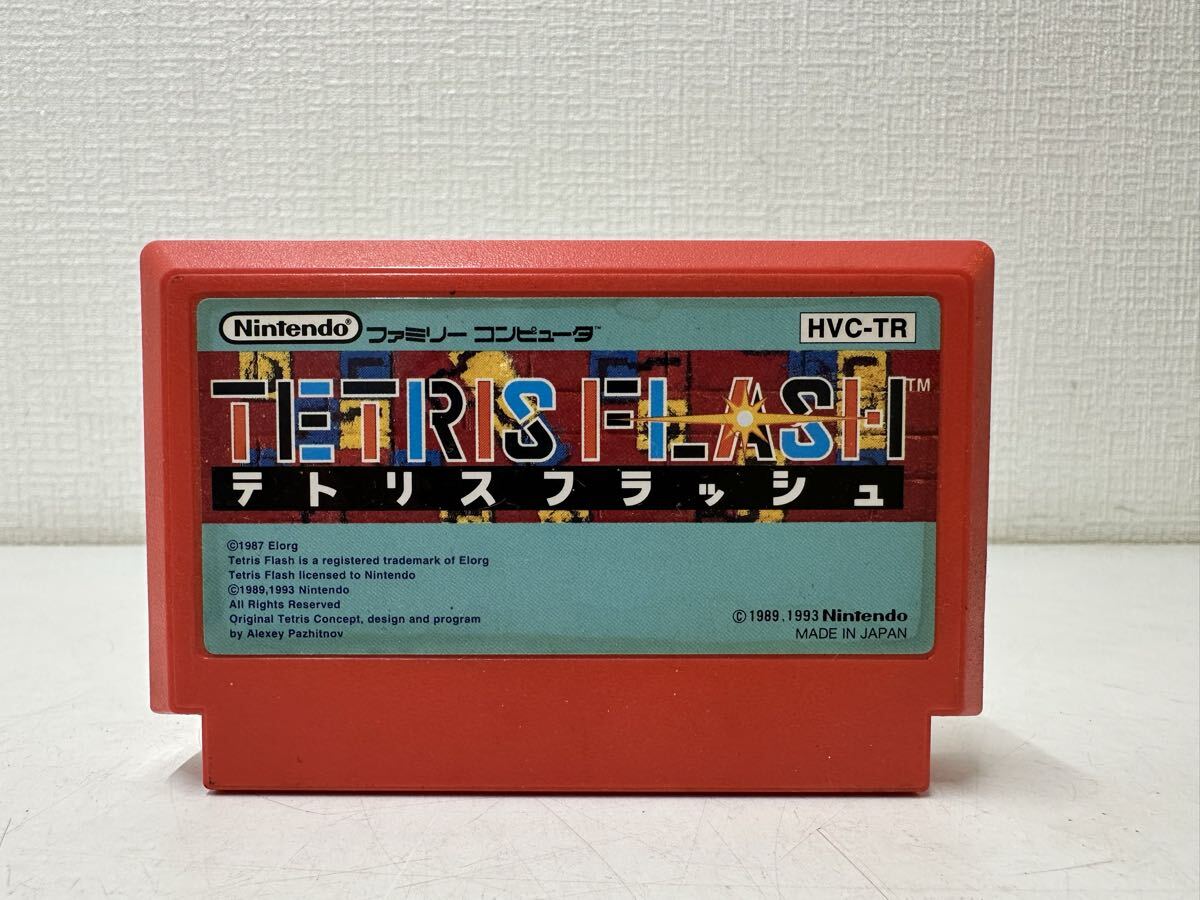 Nintendo ファミリー コンピュータ™
HVC-TR
TETRIS FLASH™
テトリスフラッシュ
©1987 Elorg
Tetris Flash is a registered trademark of Elorg
Tetris Flash licensed to Nintendo
©1989,1993 Nintendo
All Rights Reserved
Original Tetris Concept, design and program
by Alexey Pazhitnov
©1989,1993 Nintendo
MADE IN JAPAN